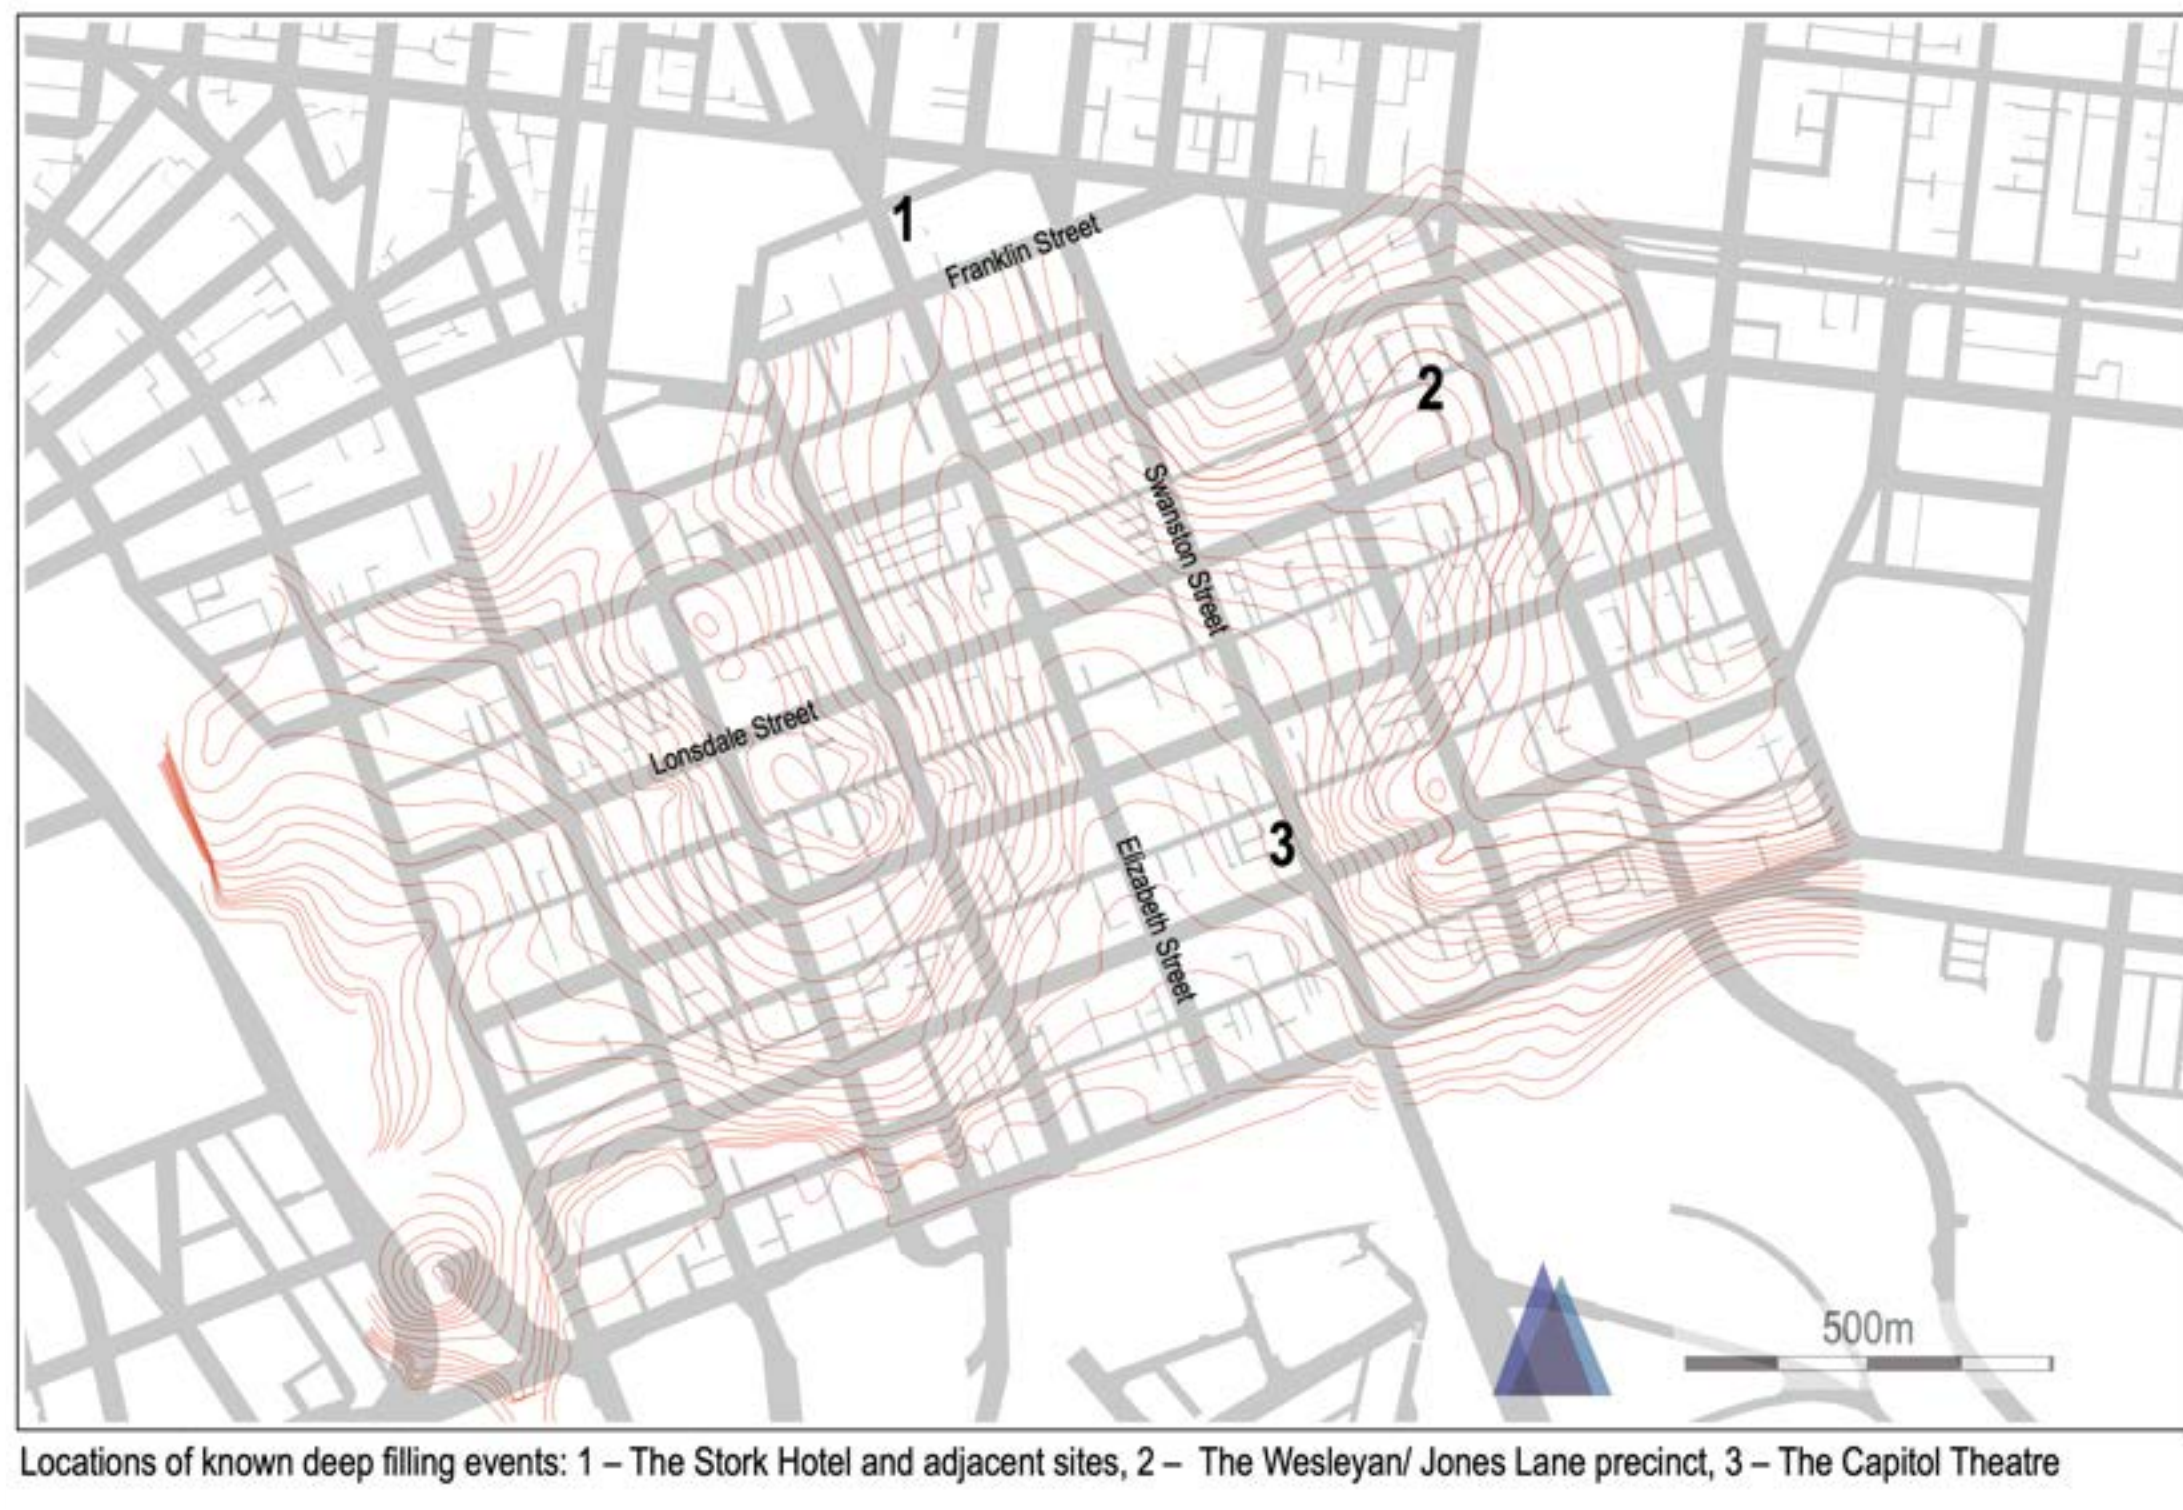 1
Franklin Street
2
Swanston Street
Lonsdale Street
3
Elizabeth Street
500m
Locations of known deep filling events: 1 – The Stork Hotel and adjacent sites, 2 – The Wesleyan/ Jones Lane precinct, 3 – The Capitol Theatre